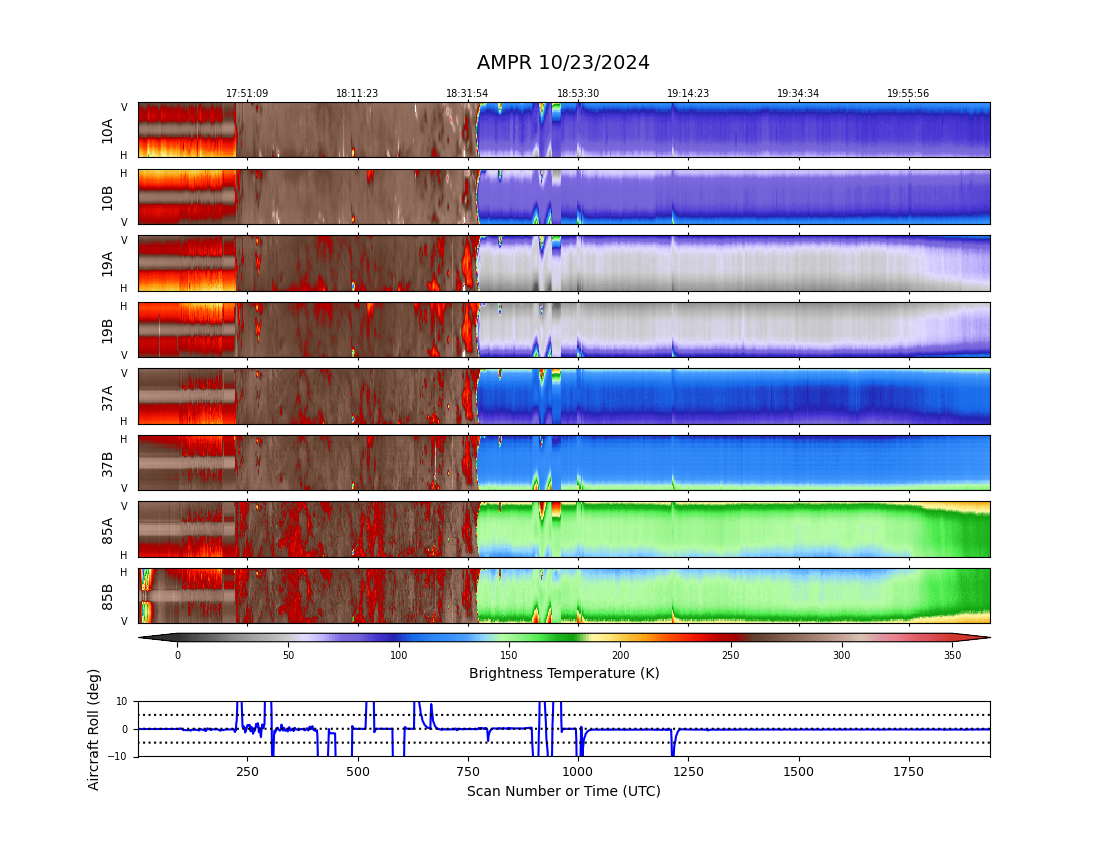 AMPR 10/23/2024
17:51:09 18:11:23 18:31:54 18:53:30 19:14:23 19:34:34 19:55:56
V
10A
H
H
10B
V
V
19A
H
H
19B
V
V
37A
H
H
37B
V
V
85A
H
H
85B
V
0 50 100 150 200 250 300 350
Brightness Temperature (K)
Aircraft Roll (deg)
10
0
−10
250 500 750 1000 1250 1500 1750
Scan Number or Time (UTC)